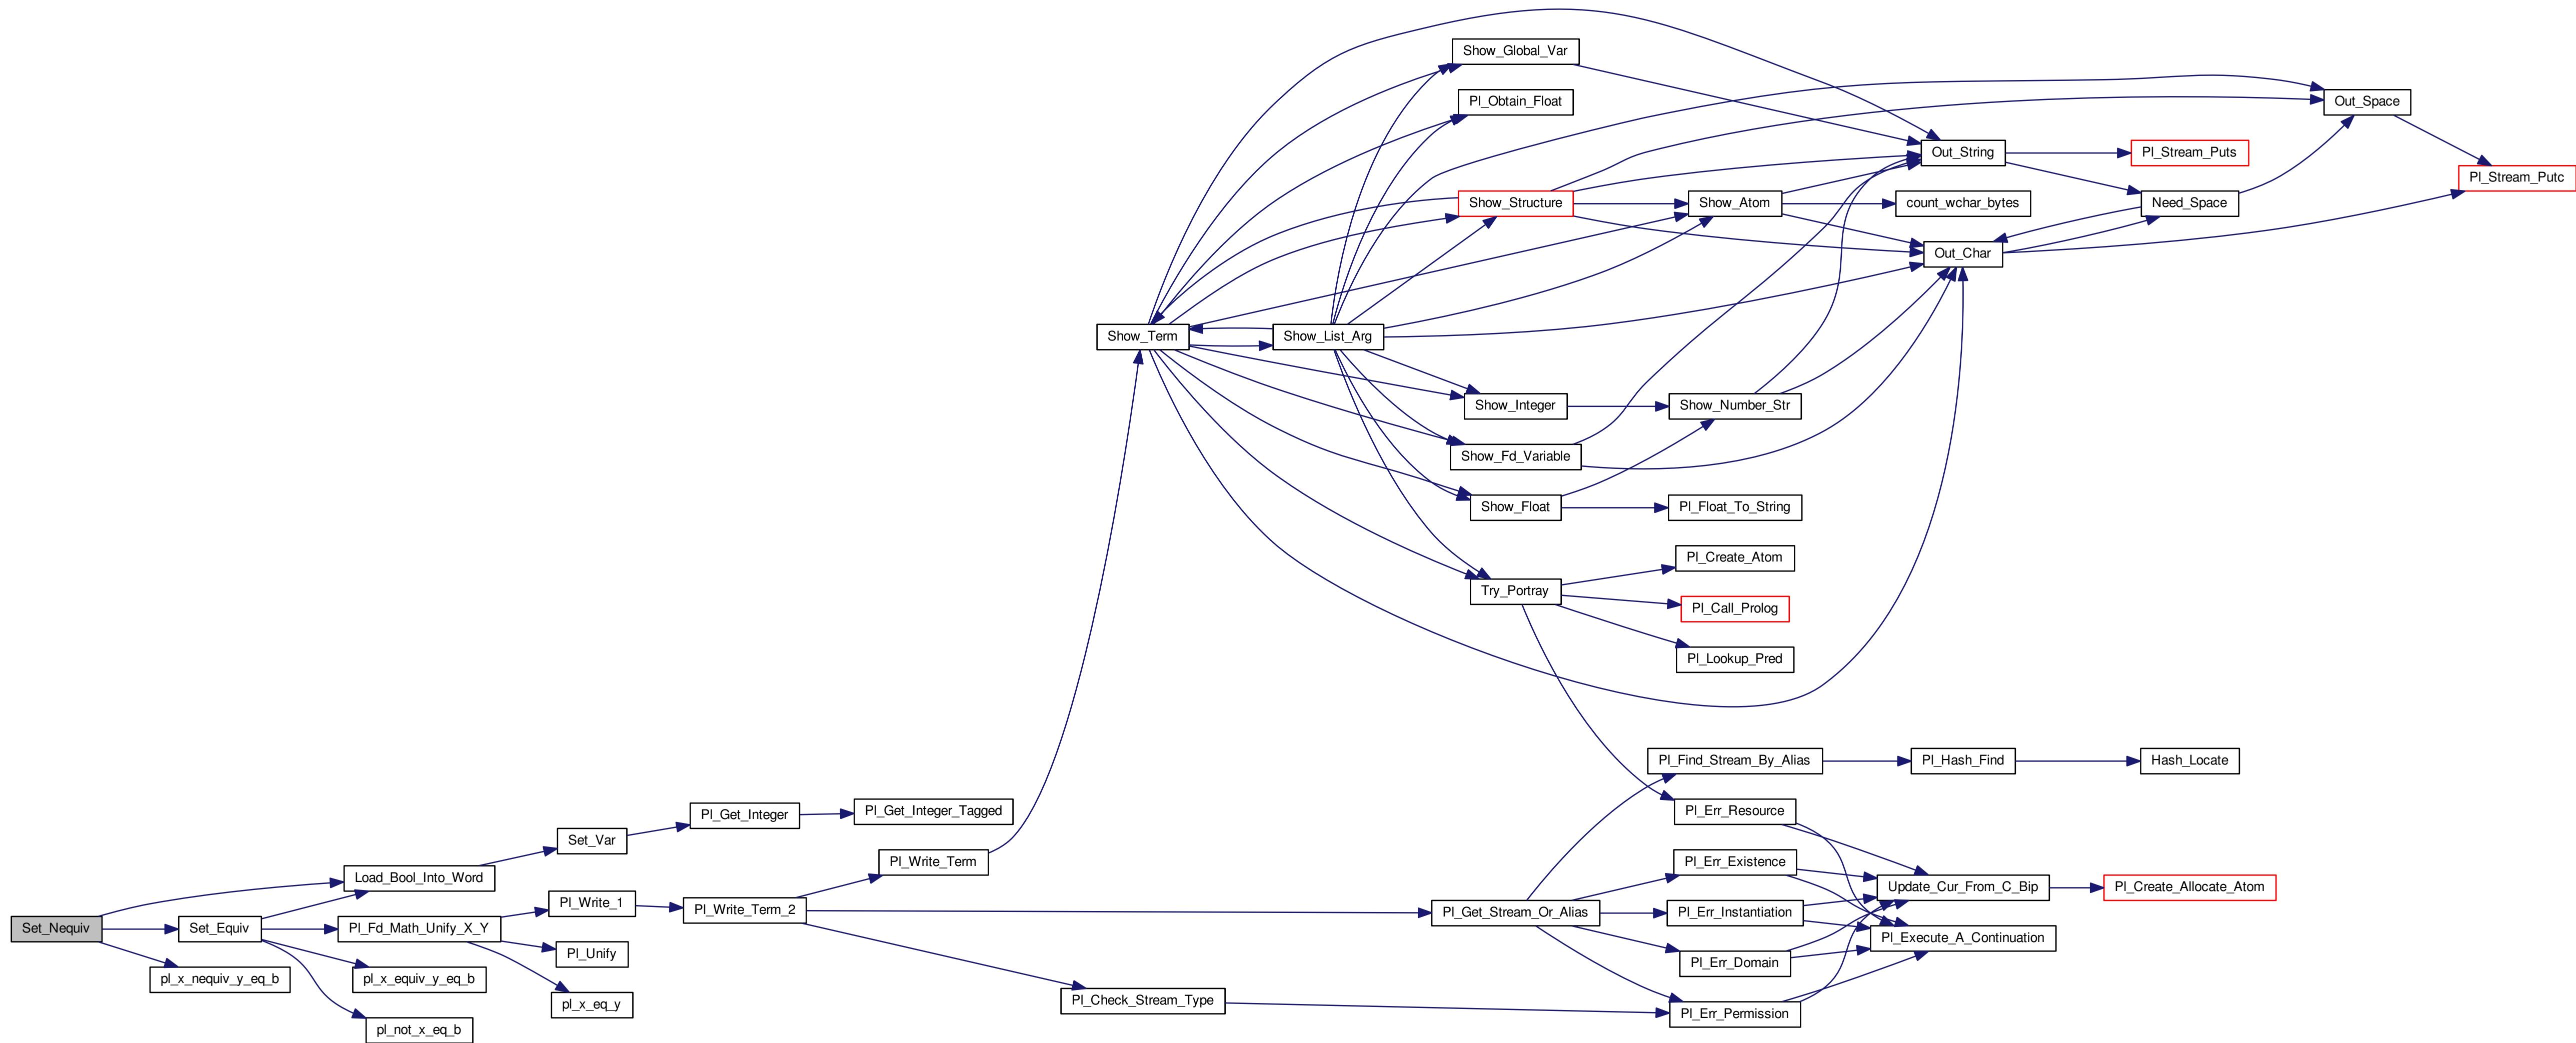 Show_Global_Var
Pl_Obtain_Float
Out_Space
Out_String
Pl_Stream_Puts
Pl_Stream_Putc
Show_Structure
Show_Atom
count_wchar_bytes
Need_Space
Out_Char
Show_Term
Show_List_Arg
Show_Integer
Show_Number_Str
Show_Fd_Variable
Show_Float
Pl_Float_To_String
Pl_Create_Atom
Try_Portray
Pl_Call_Prolog
Pl_Lookup_Pred
Pl_Find_Stream_By_Alias
Pl_Hash_Find
Hash_Locate
Pl_Get_Integer
Pl_Get_Integer_Tagged
Pl_Err_Resource
Set_Var
Pl_Write_Term
Pl_Err_Existence
Load_Bool_Into_Word
Update_Cur_From_C_Bip
Pl_Create_Allocate_Atom
Pl_Write_1
Pl_Write_Term_2
Pl_Get_Stream_Or_Alias
Pl_Err_Instantiation
Set_Nequiv
Set_Equiv
Pl_Fd_Math_Unify_X_Y
Pl_Execute_A_Continuation
Pl_Unify
Pl_Err_Domain
pl_x_nequiv_y_eq_b
pl_x_equiv_y_eq_b
pl_x_eq_y
Pl_Check_Stream_Type
Pl_Err_Permission
pl_not_x_eq_b